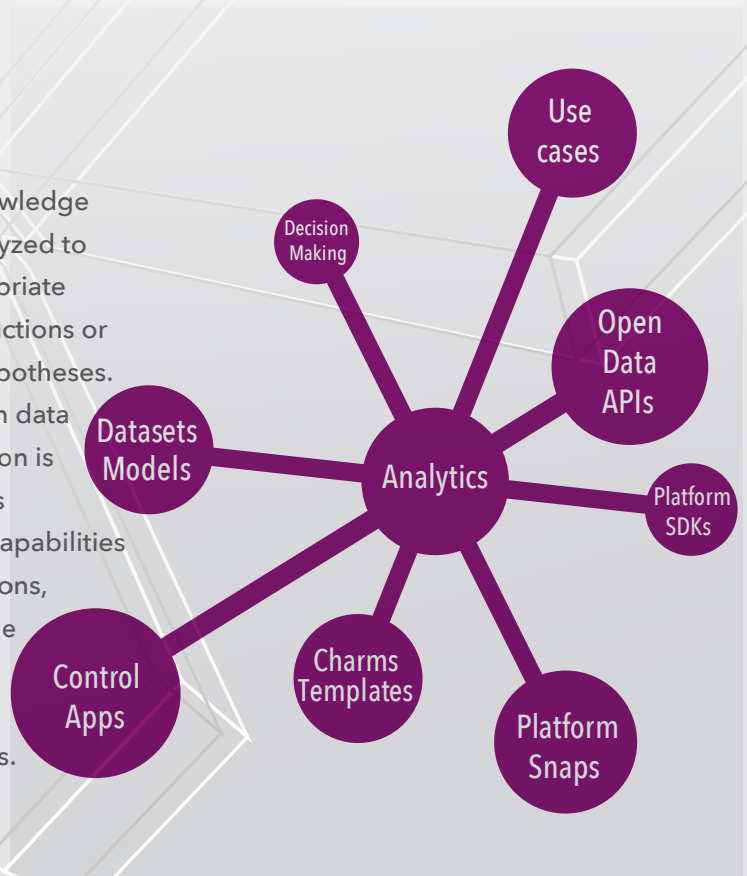 wledge
yzed to
priate
ctions or
potheses.
n data
on is
s
apabilities
ons,
e
s.
Use
cases
Decision
Making
Open
Data
APIs
Datasets
Models
Analytics
Platform
SDKs
Charms
Templates
Control
Apps
Platform
Snaps